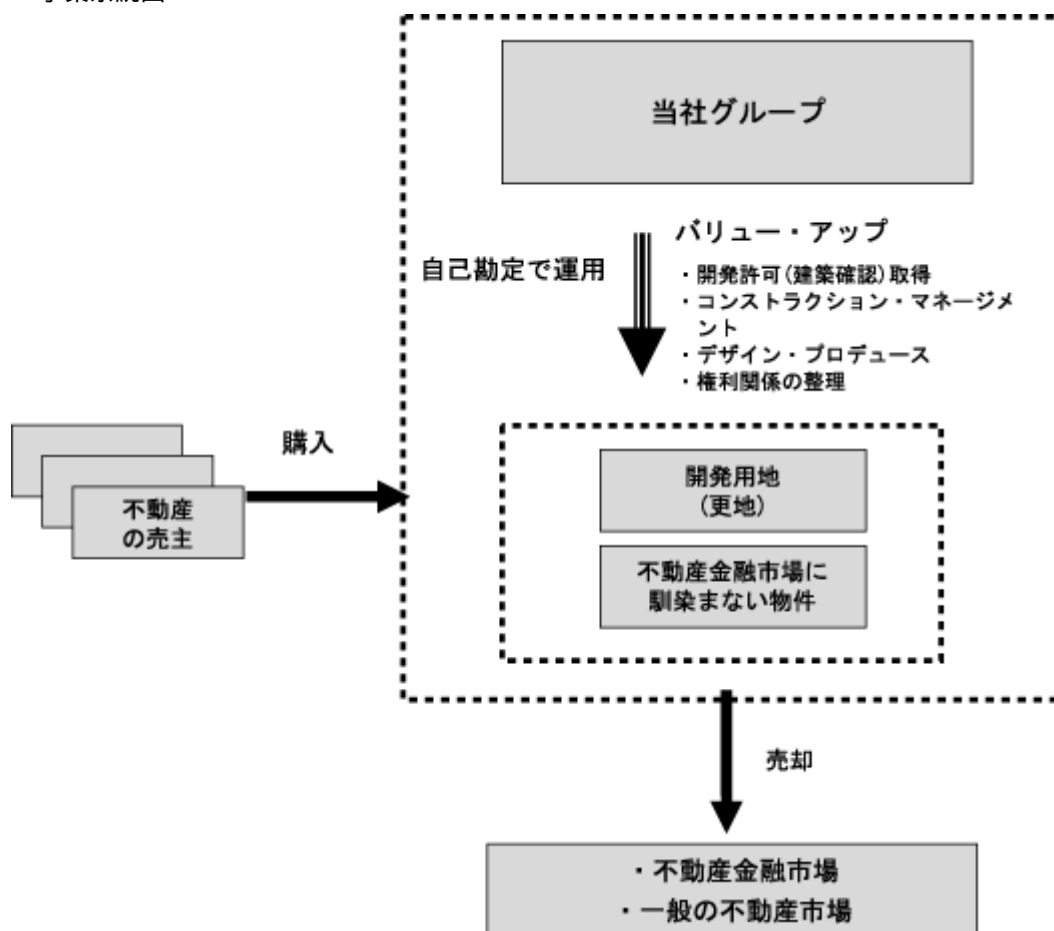 当社グループ
バリュー・アップ
自己勘定で運用
・開発許可(建築確認)取得
・コンストラクション・マネージメ
ント
・デザイン・プロデュース
・権利関係の整理
購入
不動産
の売主
開発用地
(更地)
不動産金融市場に
馴染まない物件
売却
・不動産金融市場
・一般の不動産市場